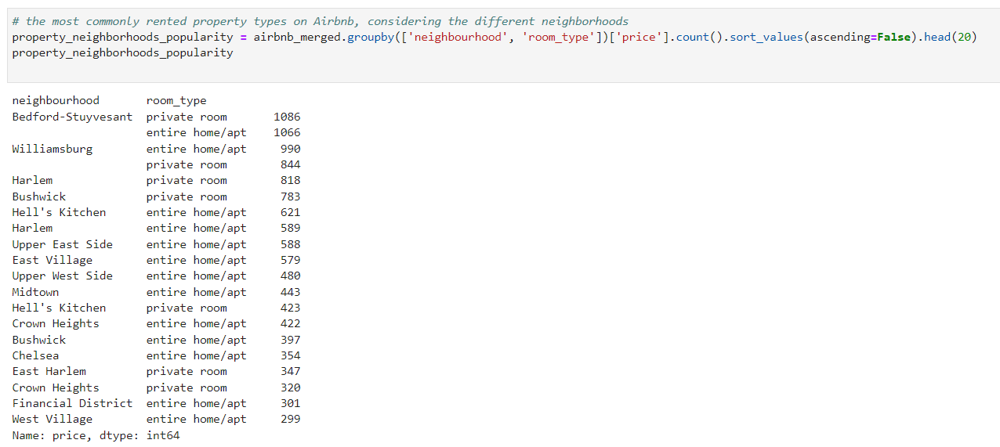 # the most commonly rented property types on Airbnb, considering the different neighborhoods
property_neighborhoods_popularity = airbnb_merged.groupby(['neighbourhood', 'room_type'])['price'].count().sort_values(ascending=False).head(20)
property_neighborhoods_popularity
neighbourhood       room_type
Bedford-Stuyvesant  private room       1086
                    entire home/apt    1066
Williamsburg        entire home/apt     990
                    private room        844
Harlem              private room        818
Bushwick            private room        783
Hell's Kitchen      entire home/apt     621
Harlem              entire home/apt     589
Upper East Side     entire home/apt     588
East Village        entire home/apt     579
Upper West Side     entire home/apt     480
Midtown             entire home/apt     443
Hell's Kitchen      private room        423
Crown Heights       entire home/apt     422
Bushwick            entire home/apt     397
Chelsea             entire home/apt     354
East Harlem         private room        347
Crown Heights       private room        320
Financial District  entire home/apt     301
West Village        entire home/apt     299
Name: price, dtype: int64